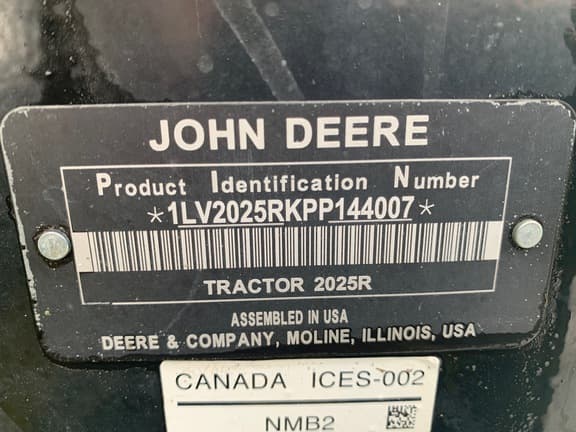 JOHN DEERE
Product Identification Number
*1LV2025RKPP144007*
TRACTOR 2025R
ASSEMBLED IN USA
DEERE & COMPANY, MOLINE, ILLINOIS, USA
CANADA ICES-002
NMB2